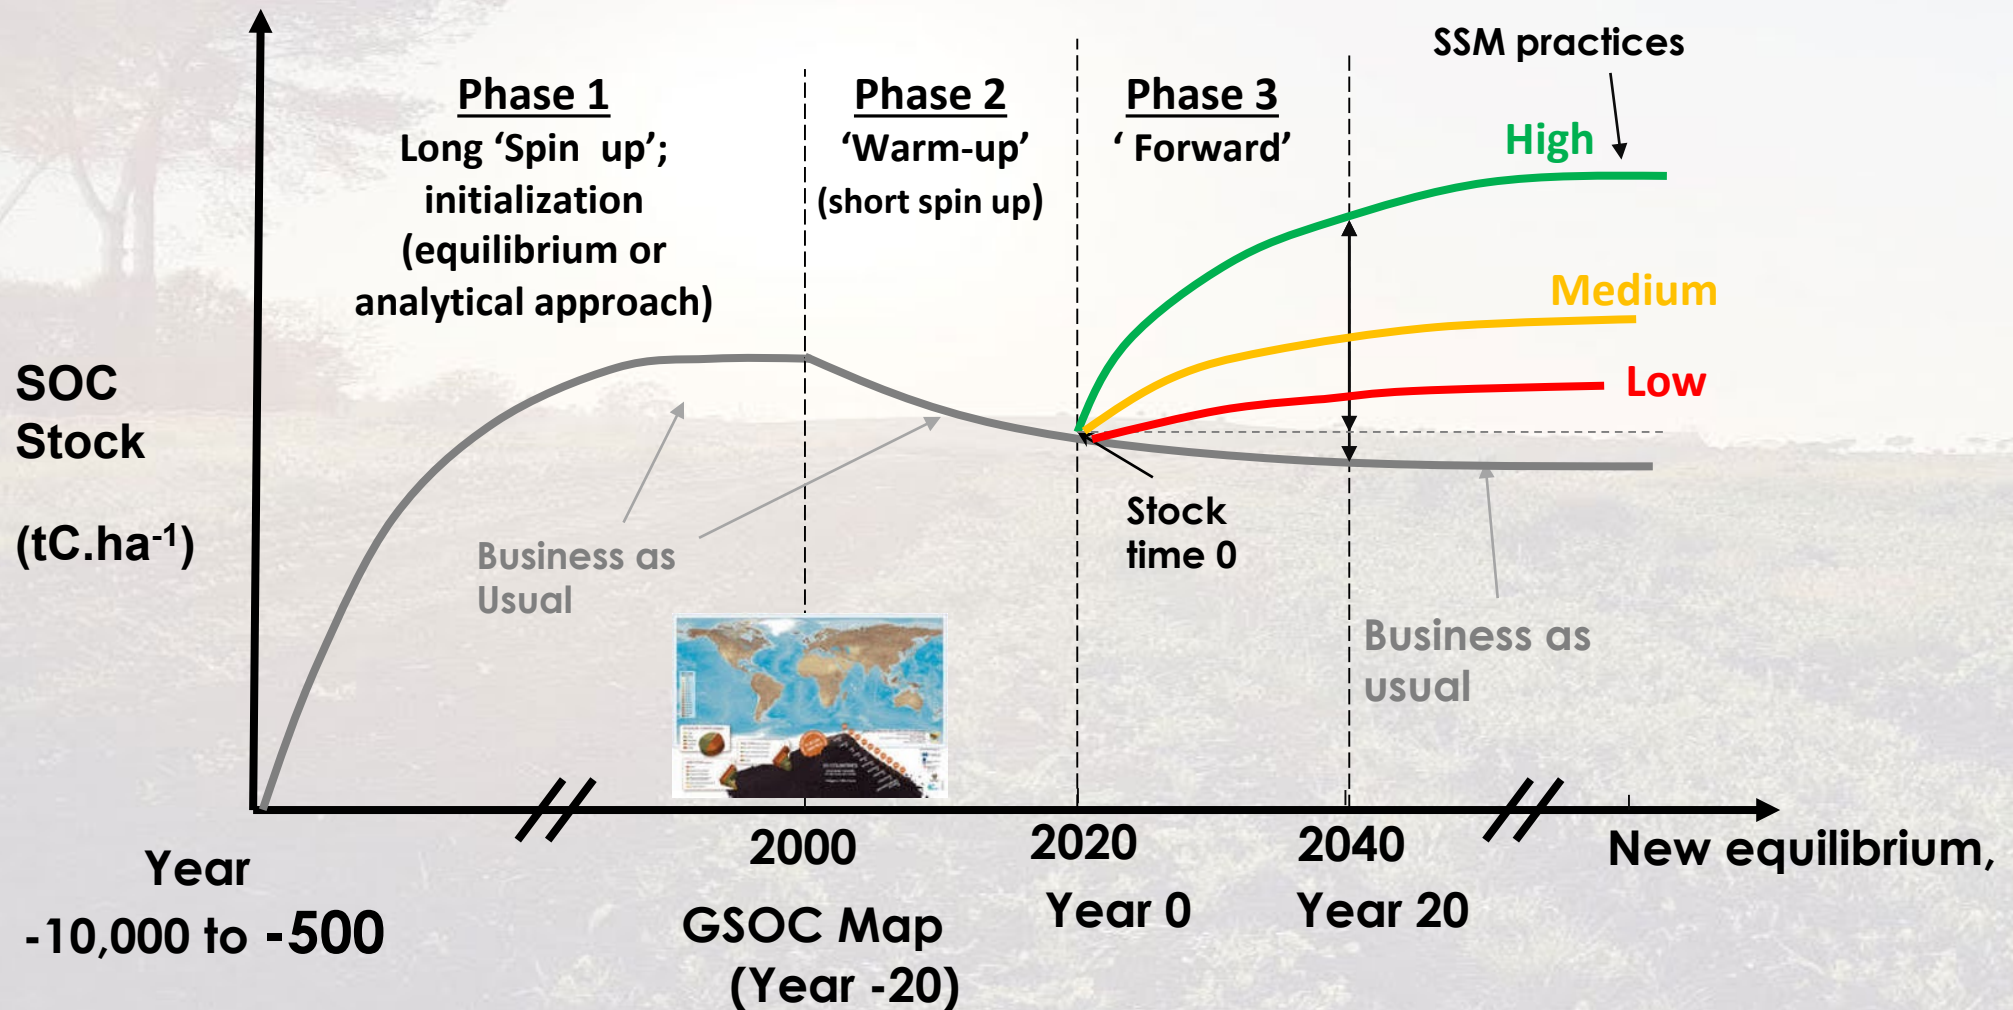 SSM practices
Phase 1
Long ‘Spin up’;
initialization
(equilibrium or
analytical approach)
Phase 2
‘Warm-up’
(short spin up)
Phase 3
‘ Forward’
High
Medium
Low
SOC
Stock
(tC.ha-1)
Business as
Usual
Stock
time 0
Business as
usual
2000
2020
2040
New equilibrium,
Year
-10,000 to -500
GSOC Map
(Year -20)
Year 0
Year 20